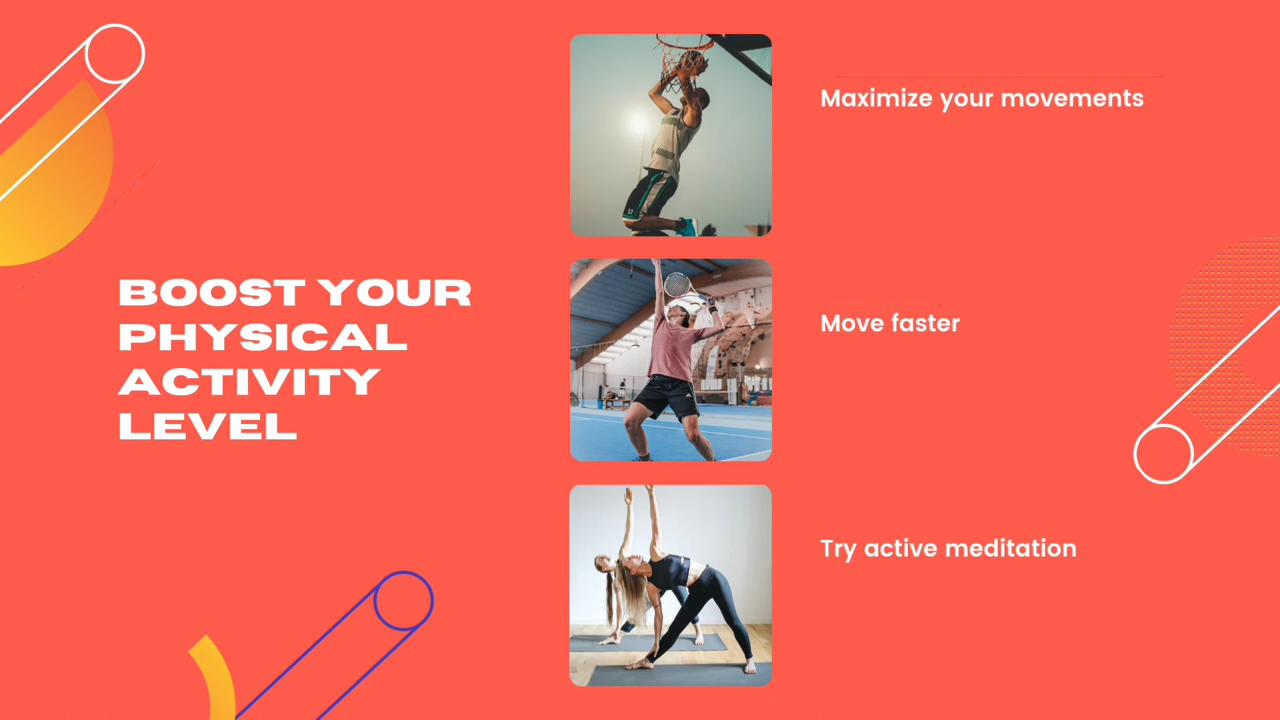 BOOST YOUR
PHYSICAL
ACTIVITY
LEVEL
Maximize your movements
Move faster
Try active meditation